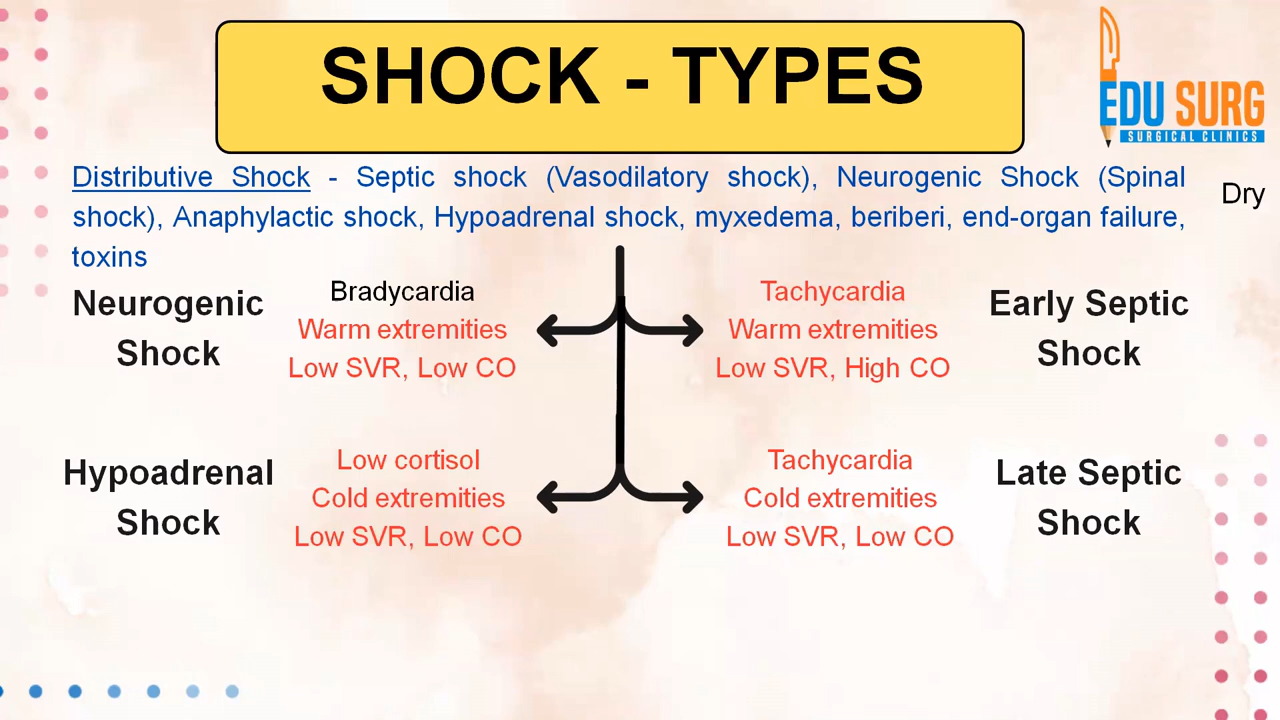 SHOCK - TYPES
EDU SURG
SURGICAL CLINICS
Distributive Shock - Septic shock (Vasodilatory shock), Neurogenic Shock (Spinal
shock), Anaphylactic shock, Hypoadrenal shock, myxedema, beriberi, end-organ failure,
toxins
Dry
Neurogenic
Shock
Bradycardia
Warm extremities
Low SVR, Low CO
Tachycardia
Warm extremities
Low SVR, High CO
Early Septic
Shock
Hypoadrenal
Shock
Low cortisol
Cold extremities
Low SVR, Low CO
Tachycardia
Cold extremities
Low SVR, Low CO
Late Septic
Shock